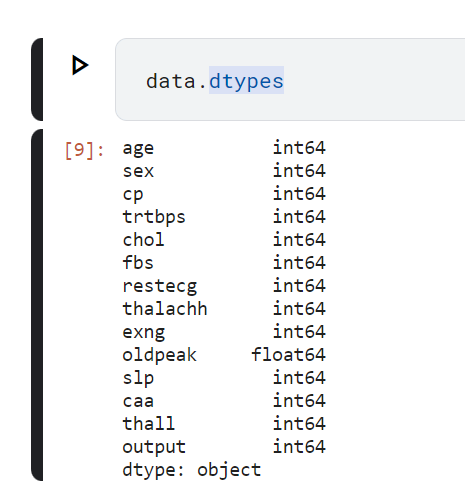 data.dtypes
[9]: age int64
sex int64
cp int64
trtbps int64
chol int64
fbs int64
restecg int64
thalachh int64
exng int64
oldpeak float64
slp int64
caa int64
thall int64
output int64
dtype: object